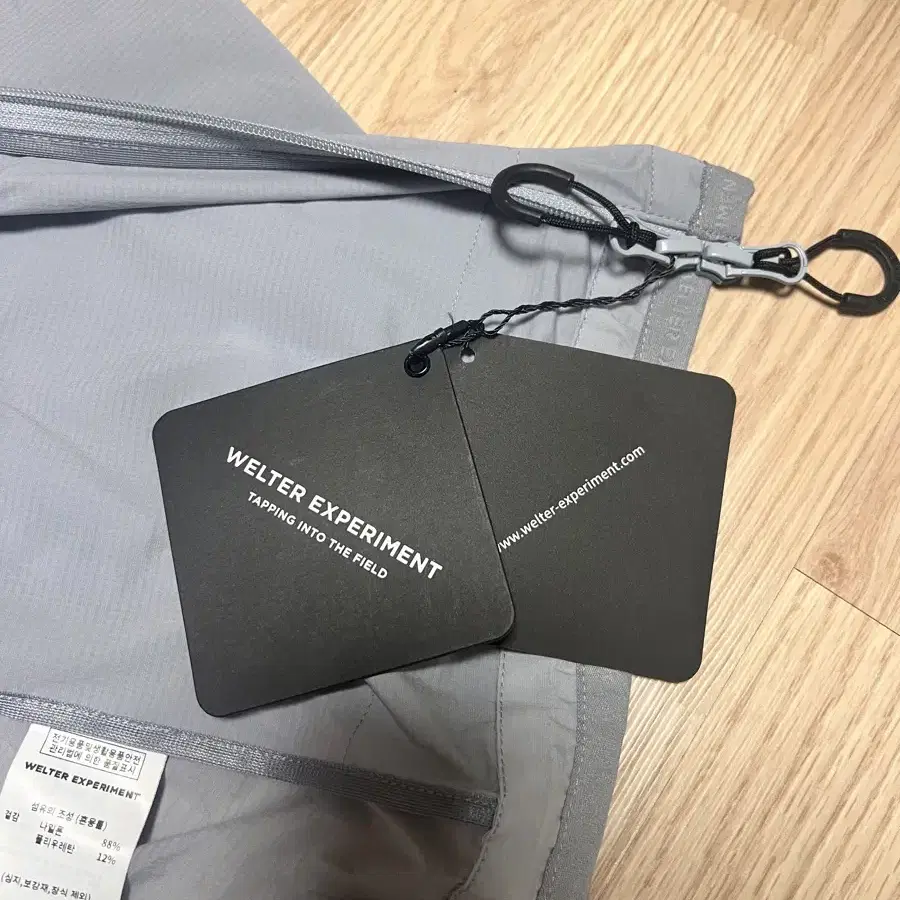 WELTER EXPERIMENT
TAPPING INTO THE FIELD
www.welter-experiment.com
전기용품및생활용품안전
관리법에 의한 품질표시
WELTER EXPERIMENT
섬유의 조성 (혼용률)
겉감 나일론 88%
폴리우레탄 12%
(심지,보강재,장식 제외)